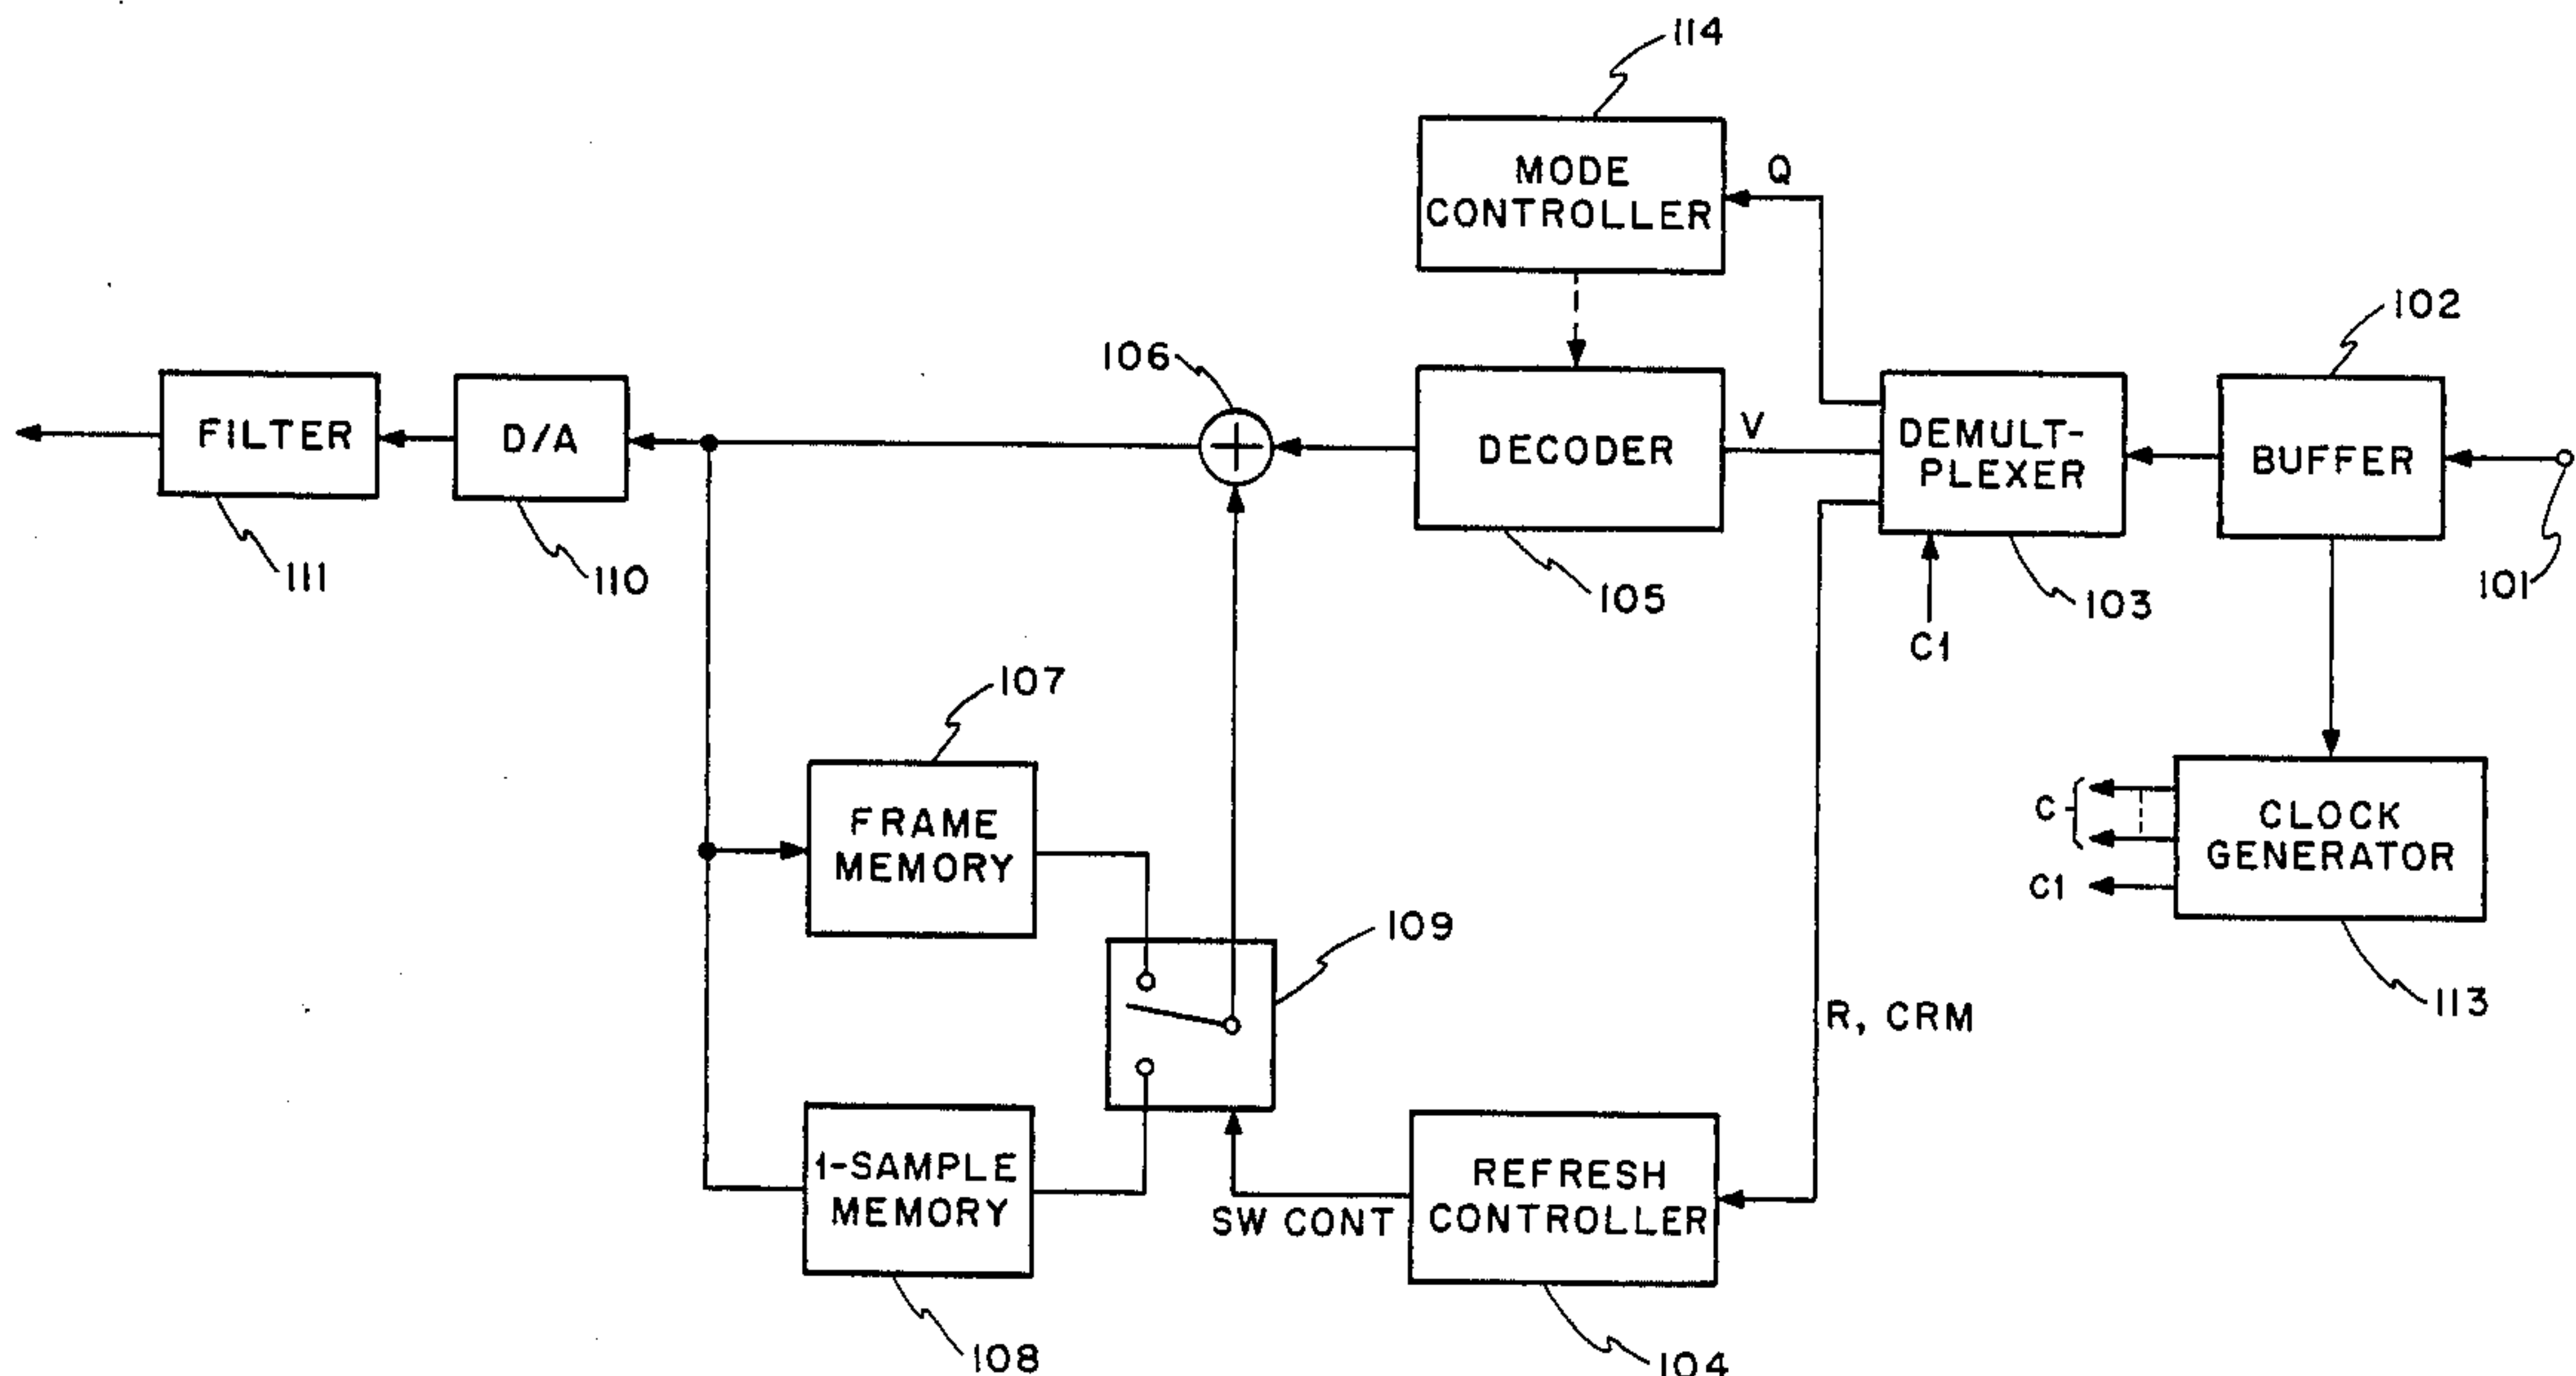 114
MODE
CONTROLLER
Q
102
106
FILTER
D/A
DECODER
V
DEMULT-
PLEXER
BUFFER
111
110
105
103
101
C1
107
FRAME
MEMORY
C
CLOCK
GENERATOR
C1
109
113
R, CRM
1-SAMPLE
MEMORY
REFRESH
CONTROLLER
SW CONT
108
104